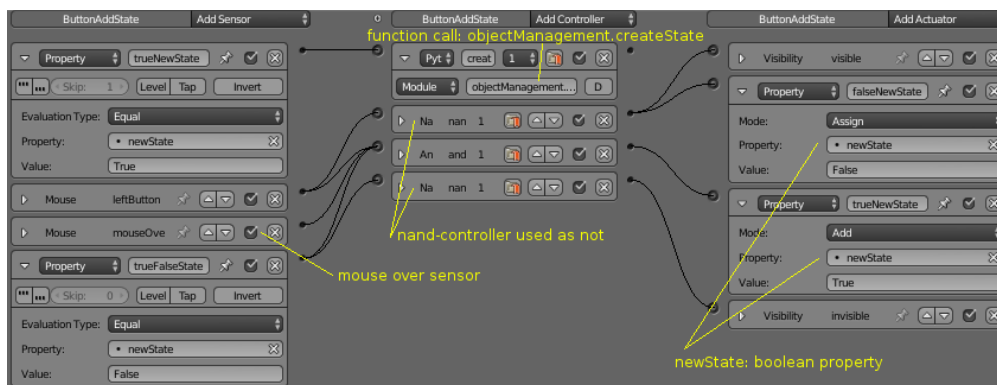 ButtonAddState Add Sensor
Property trueNewState
Skip: 1 Level Tap Invert
Evaluation Type: Equal
Property: newState
Value: True
Mouse leftButton
Mouse mouseOve
Property trueFalseState
Skip: 0 Level Tap Invert
Evaluation Type: Equal
Property: newState
Value: False
ButtonAddState Add Controller
function call: objectManagement.createState
Pyt creat 1
Module objectManagement.... D
Na nan 1
An and 1
Na nan 1
nand-controller used as not
mouse over sensor
ButtonAddState Add Actuator
Visibility visible
Property falseNewState
Mode: Assign
Property: newState
Value: False
Property trueNewState
Mode: Add
Property: newState
Value: True
Visibility invisible
newState: boolean property